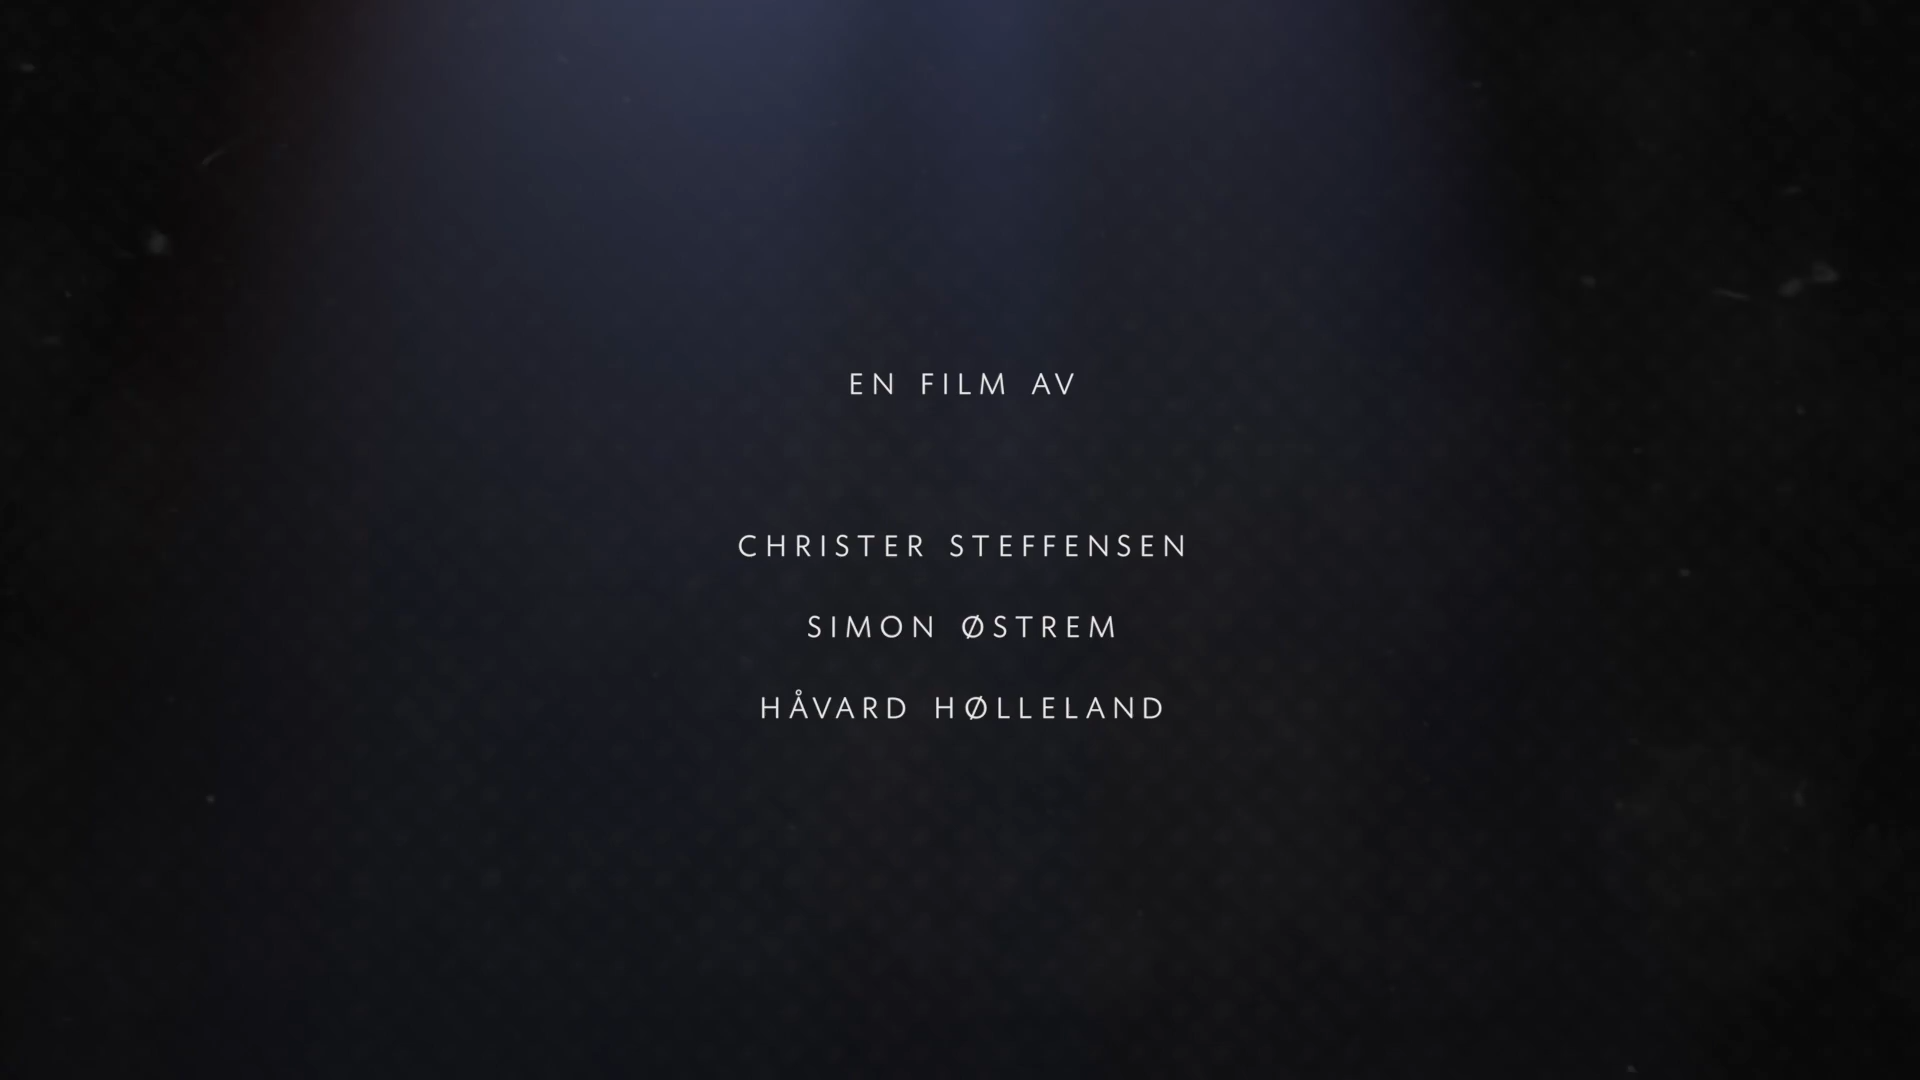 EN FILM AV
CHRISTER STEFFENSEN
SIMON ØSTREM
HÅVARD HØLLELAND